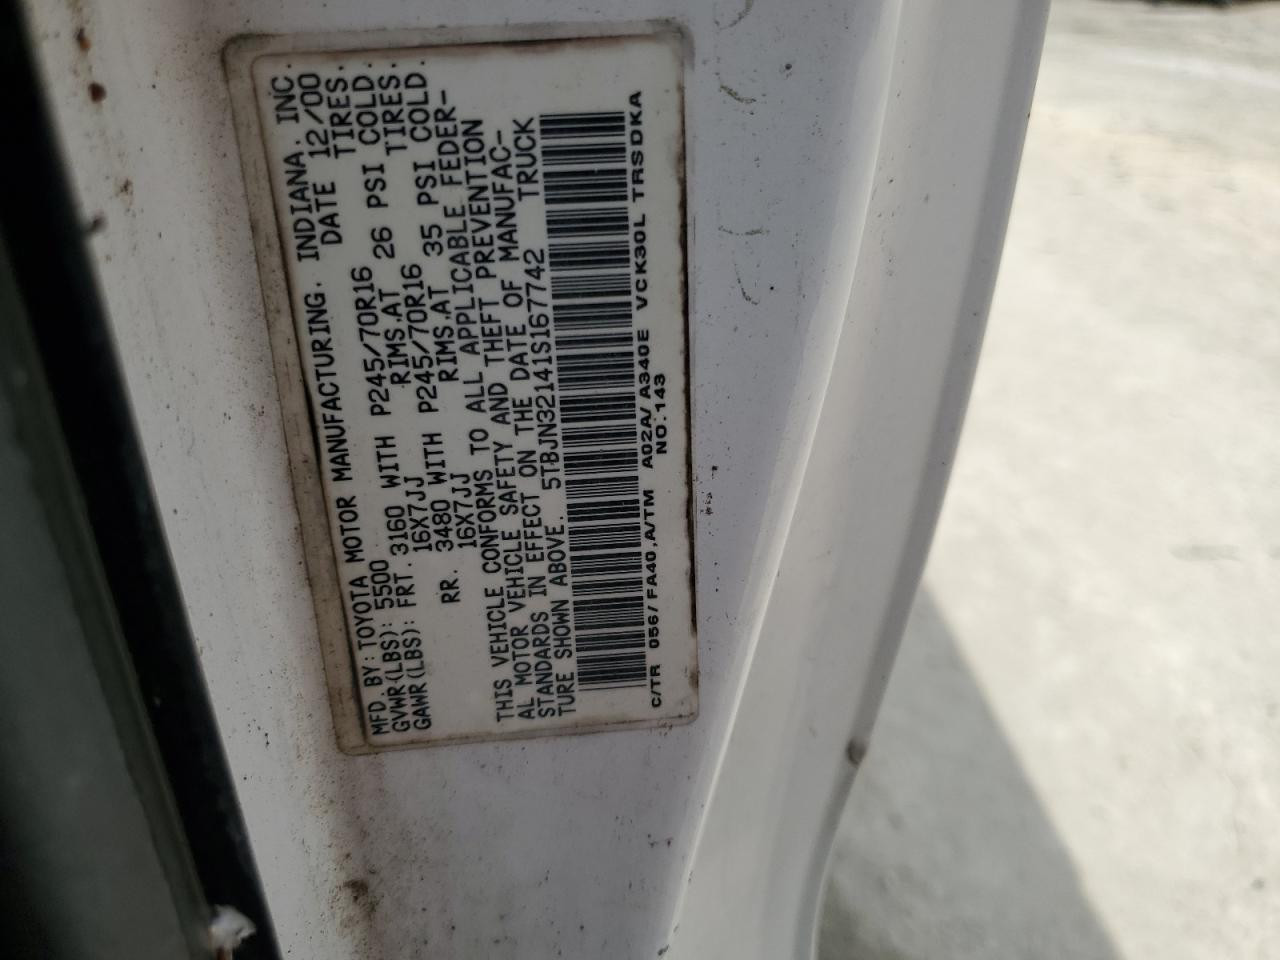 MFD. BY: TOYOTA MOTOR MANUFACTURING. INDIANA. INC.
GVWR(LBS): 5500 DATE 12/00
GAWR(LBS): FRT. 3160 WITH P245/70R16 TIRES.
16X7JJ RIMS.AT 26 PSI COLD.
RR. 3480 WITH P245/70R16 TIRES.
16X7JJ RIMS.AT 35 PSI COLD.
THIS VEHICLE CONFORMS TO ALL APPLICABLE FEDER-
AL MOTOR VEHICLE SAFETY AND THEFT PREVENTION
STANDARDS IN EFFECT ON THE DATE OF MANUFAC-
TURE SHOWN ABOVE. 5TBJN32141S167742 TRUCK
C/TR 056/FA40,A/TM A02A/A340E VCK30L TRSDKA
NO.143